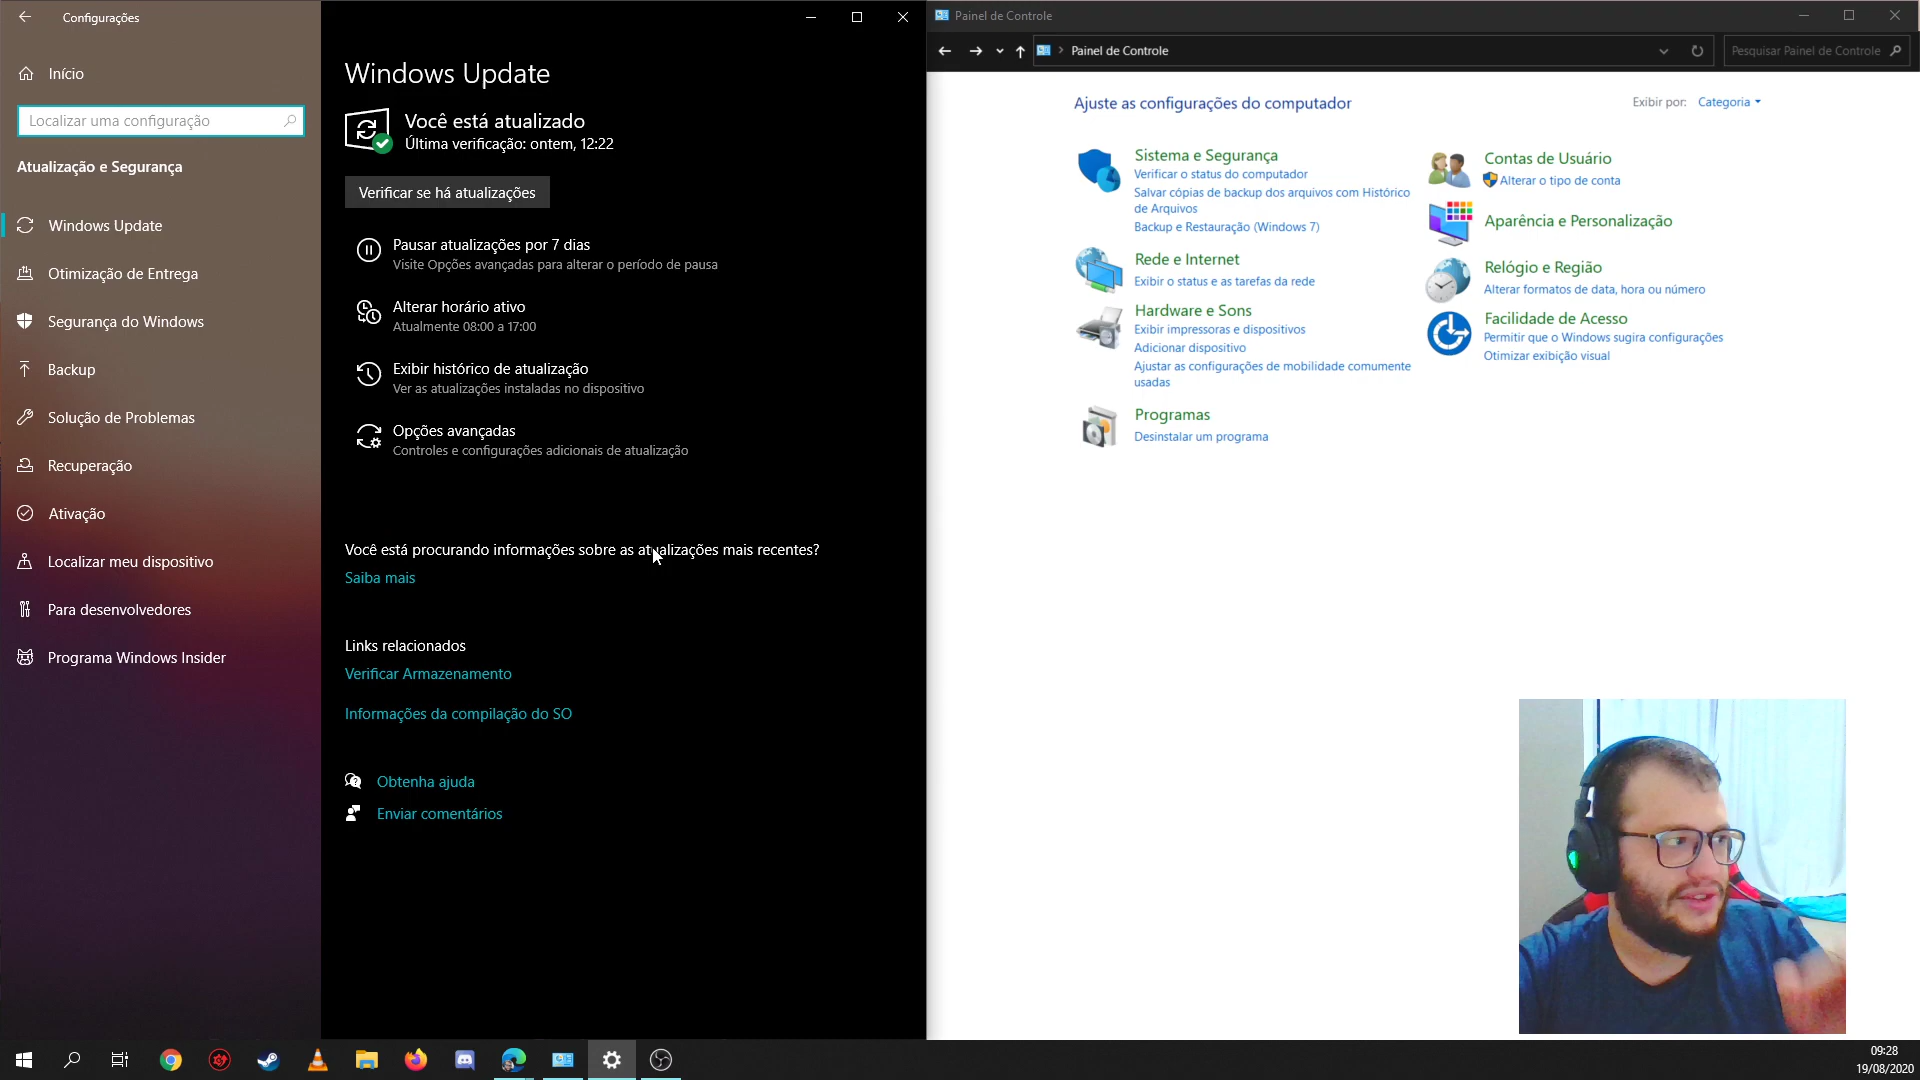 Configurações
Início
Localizar uma configuração
Atualização e Segurança
Windows Update
Otimização de Entrega
Segurança do Windows
Backup
Solução de Problemas
Recuperação
Ativação
Localizar meu dispositivo
Para desenvolvedores
Programa Windows Insider
Windows Update
Você está atualizado
Última verificação: ontem, 12:22
Verificar se há atualizações
Pausar atualizações por 7 dias
Visite Opções avançadas para alterar o período de pausa
Alterar horário ativo
Atualmente 08:00 a 17:00
Exibir histórico de atualização
Ver as atualizações instaladas no dispositivo
Opções avançadas
Controles e configurações adicionais de atualização
Você está procurando informações sobre as atualizações mais recentes?
Saiba mais
Links relacionados
Verificar Armazenamento
Informações da compilação do SO
Obtenha ajuda
Enviar comentários
Painel de Controle
Painel de Controle
Pesquisar Painel de Controle
Ajuste as configurações do computador
Exibir por: Categoria
Sistema e Segurança
Verificar o status do computador
Salvar cópias de backup dos arquivos com Histórico
de Arquivos
Backup e Restauração (Windows 7)
Rede e Internet
Exibir o status e as tarefas da rede
Hardware e Sons
Exibir impressoras e dispositivos
Adicionar dispositivo
Ajustar as configurações de mobilidade comumente
usadas
Programas
Desinstalar um programa
Contas de Usuário
Alterar o tipo de conta
Aparência e Personalização
Relógio e Região
Alterar formatos de data, hora ou número
Facilidade de Acesso
Permitir que o Windows sugira configurações
Otimizar exibição visual
09:28
19/08/2020